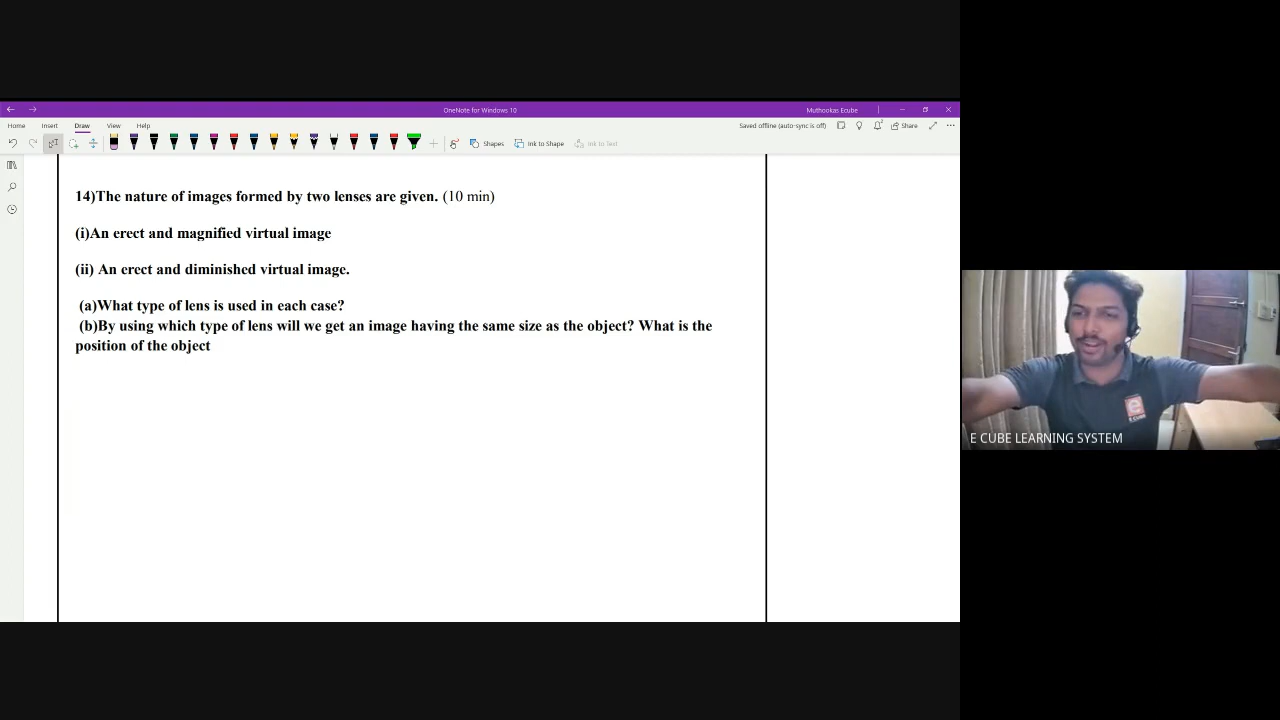 OneNote for Windows 10
Muthookas Ecube
Home Insert Draw View Help
Saved offline (auto-sync is off)
Share
Shapes
Ink to Shape
Ink to Text
14)The nature of images formed by two lenses are given. (10 min)
(i)An erect and magnified virtual image
(ii) An erect and diminished virtual image.
(a)What type of lens is used in each case?
(b)By using which type of lens will we get an image having the same size as the object? What is the
position of the object
e
E CUBE
E CUBE LEARNING SYSTEM